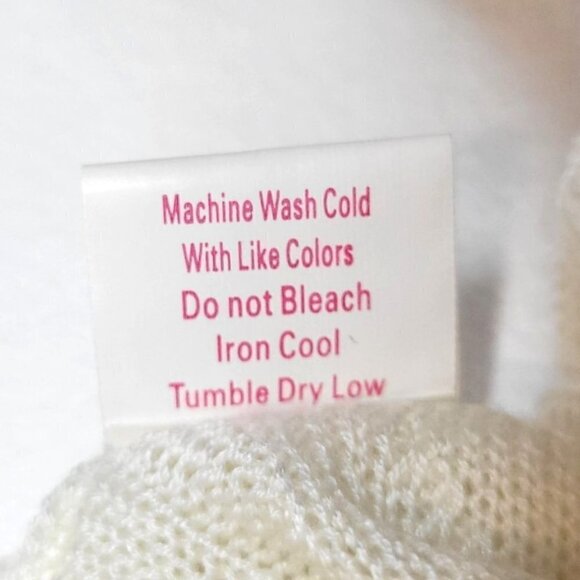 Machine Wash Cold
With Like Colors
Do not Bleach
Iron Cool
Tumble Dry Low